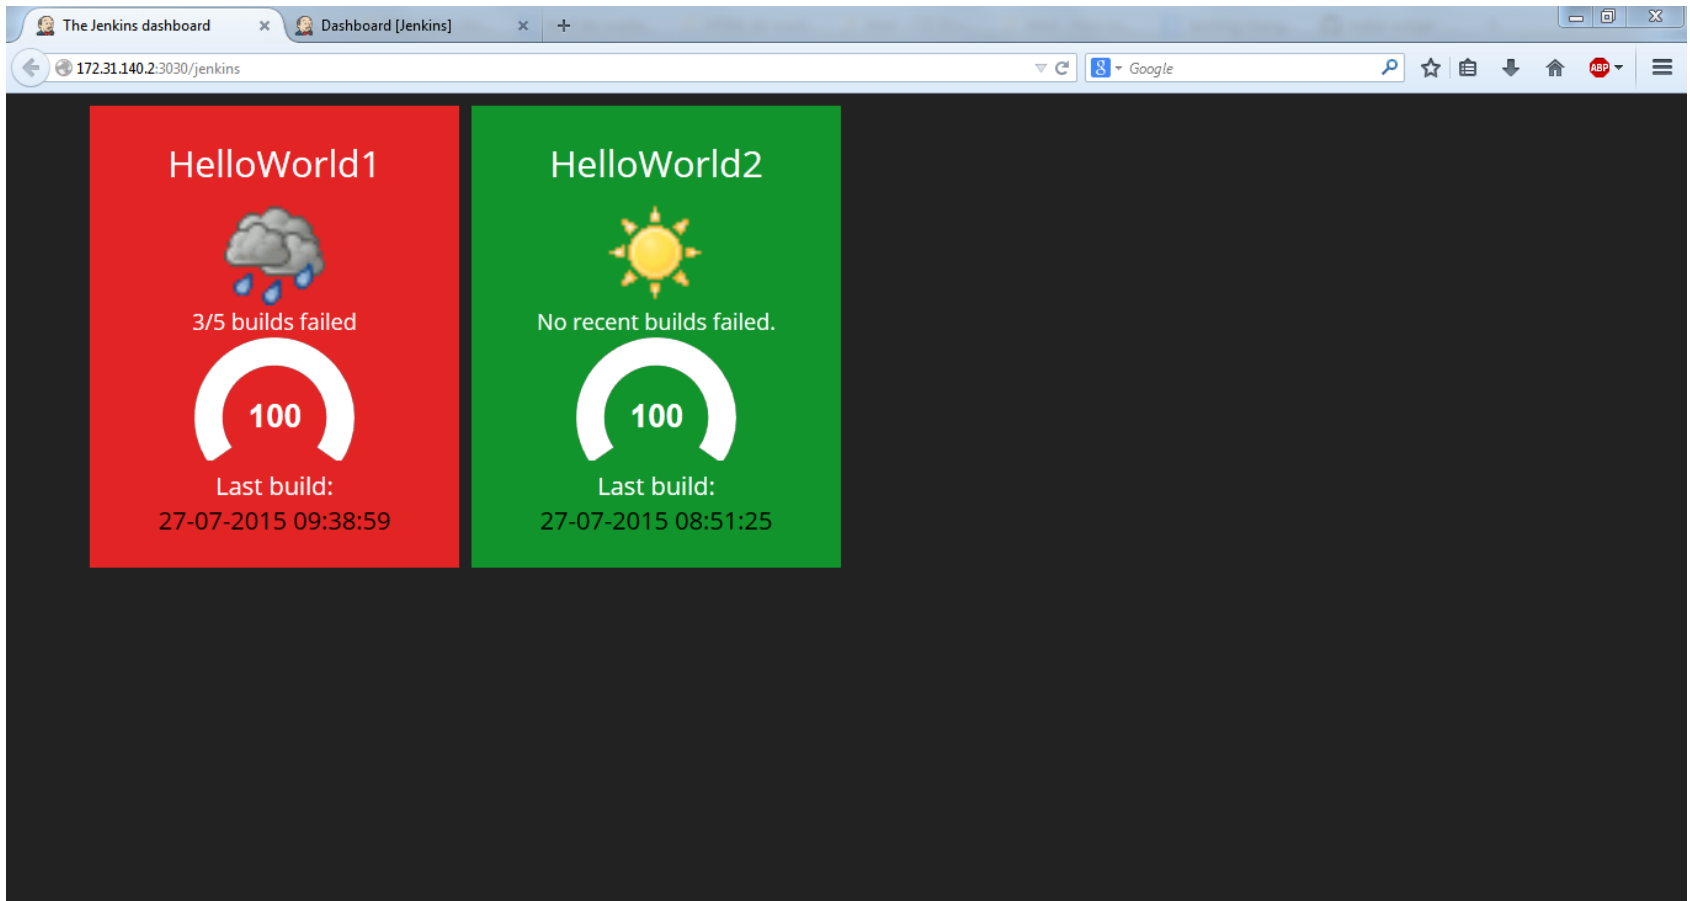 The Jenkins dashboard
Dashboard [Jenkins]
172.31.140.2:3030/jenkins
8
Google
ABP
HelloWorld1
3/5 builds failed
100
Last build:
27-07-2015 09:38:59
HelloWorld2
No recent builds failed.
100
Last build:
27-07-2015 08:51:25